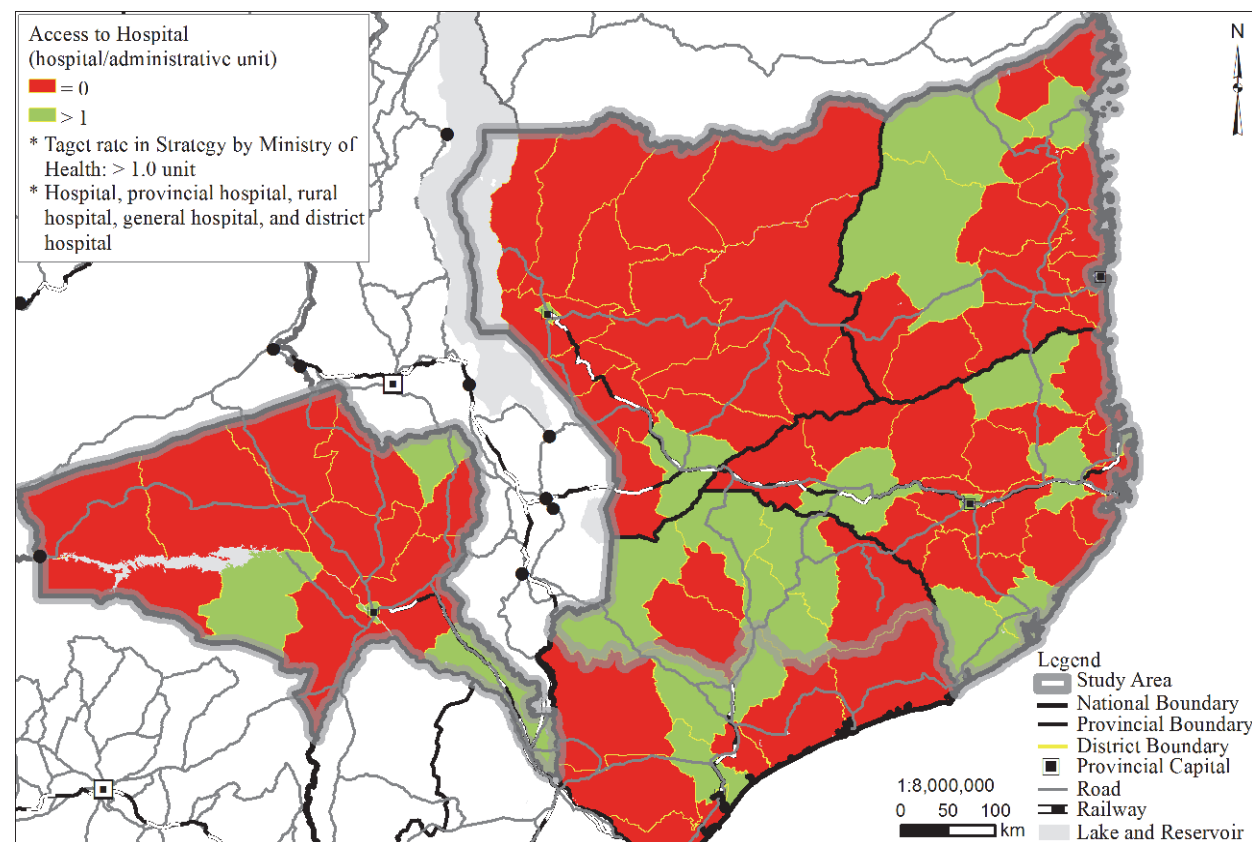 Access to Hospital
(hospital/administrative unit)
= 0
> 1
* Taget rate in Strategy by Ministry of
Health: > 1.0 unit
* Hospital, provincial hospital, rural
hospital, general hospital, and district
hospital
N
Legend
Study Area
National Boundary
Provincial Boundary
District Boundary
Provincial Capital
Road
Railway
Lake and Reservoir
1:8,000,000
0 50 100
km